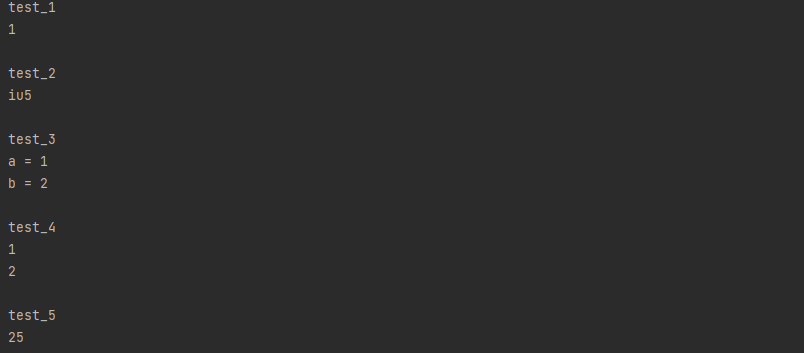 test_1
1
test_2
iu5
test_3
a = 1
b = 2
test_4
1
2
test_5
25